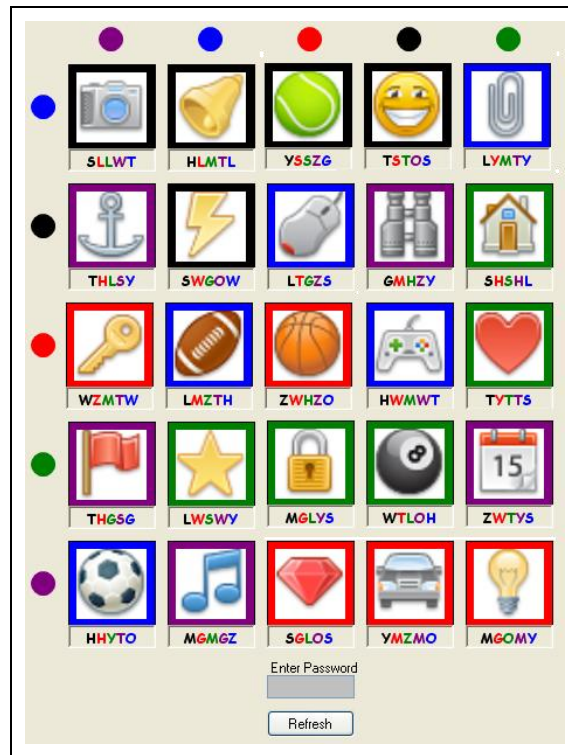 SLLWT HLMTL YSSZG TSTOS LYMTY
THLSY SWGOW LTGZS GMHZY SHSHL
WZMTW LMZTH ZWHZO HWMWT TYTTS
15
8
THGSG LWSWY MGLYS WTLOH ZWTYS
HHYTO MGMGZ SGLOS YMZMO MGOMY
Enter Password
Refresh